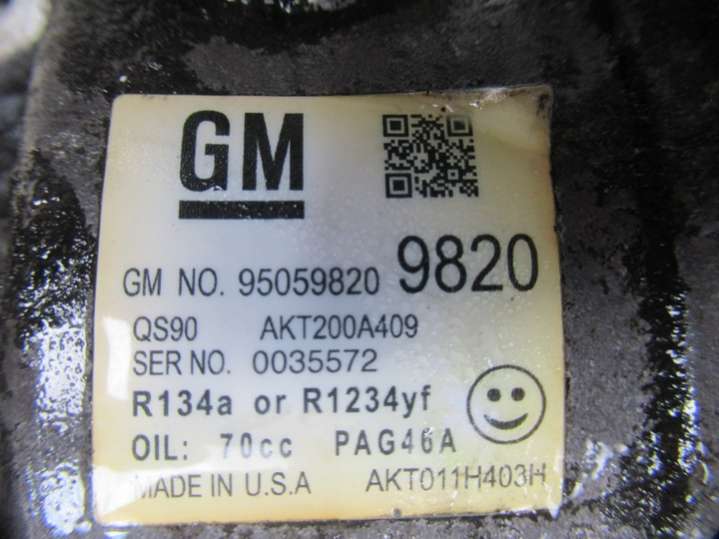 GM
GM NO. 95059820 9820
QS90 AKT200A409
SER NO. 0035572
R134a or R1234yf
OIL: 70cc PAG46A
MADE IN U.S.A AKT011H403H